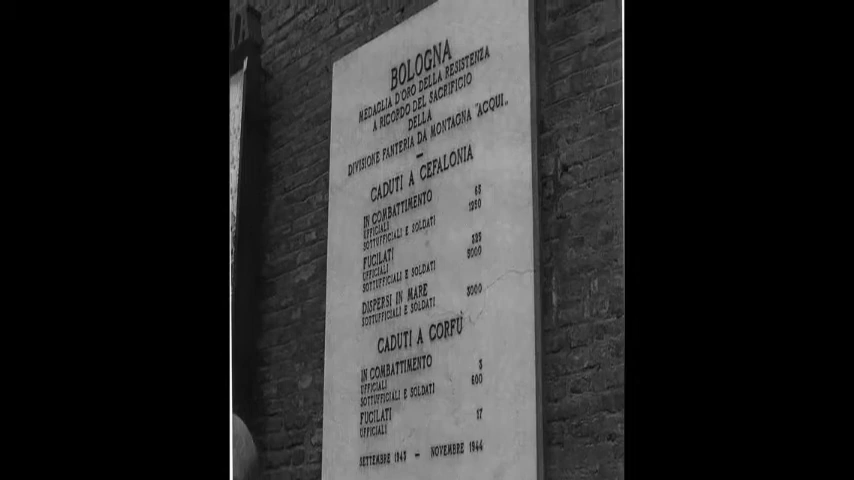 BOLOGNA
MEDAGLIA D'ORO DELLA RESISTENZA
A RICORDO DEL SACRIFICIO
DELLA
DIVISIONE FANTERIA DA MONTAGNA "ACQUI"
CADUTI A CEFALONIA
IN COMBATTIMENTO
UFFICIALI 65
SOTTUFFICIALI E SOLDATI 1250
FUCILATI
UFFICIALI 325
SOTTUFFICIALI E SOLDATI 5000
DISPERSI IN MARE
SOTTUFFICIALI E SOLDATI 3000
CADUTI A CORFÙ
IN COMBATTIMENTO
UFFICIALI 3
SOTTUFFICIALI E SOLDATI 600
FUCILATI
UFFICIALI 17
SETTEMBRE 1943 – NOVEMBRE 1944